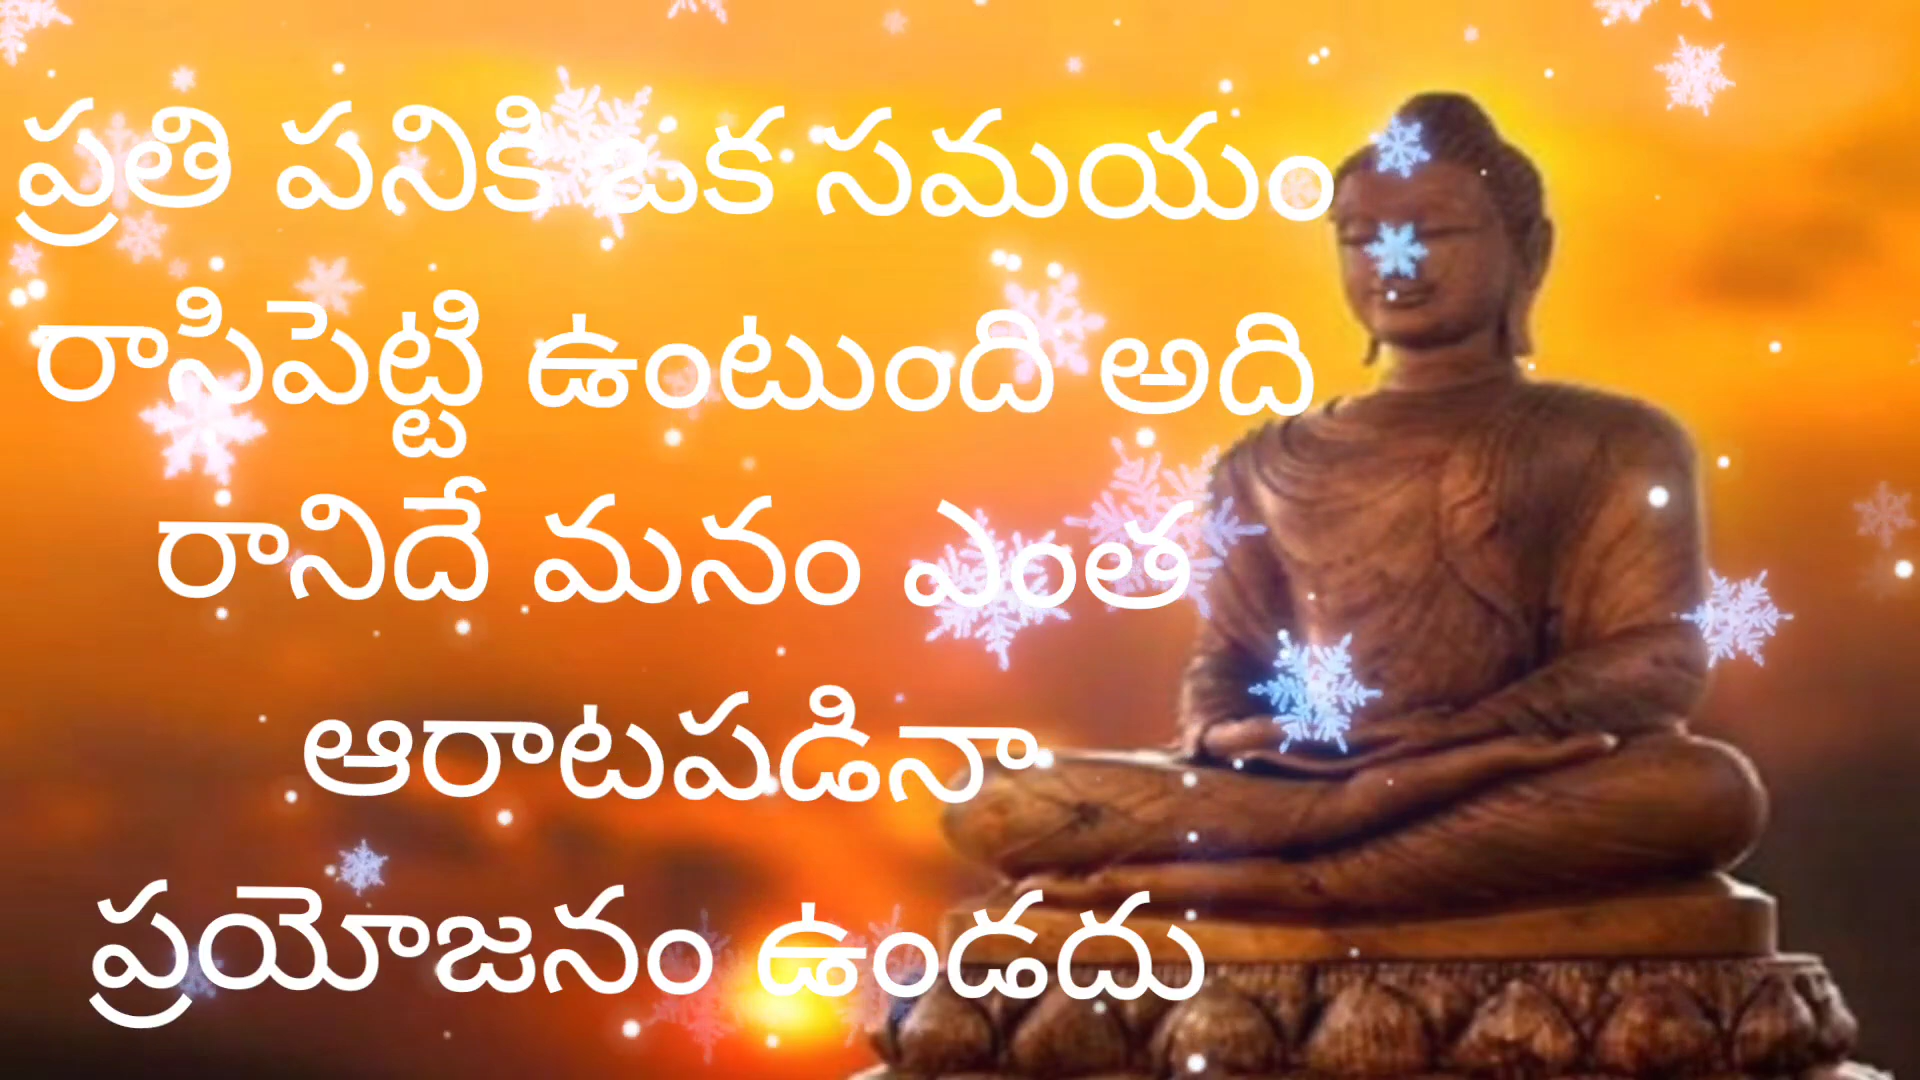 ప్రతి పనికి ఒక సమయం
రాసిపెట్టి ఉంటుంది అది
రానిదే మనం ఎంత
ఆరాటపడినా
ప్రయోజనం ఉండదు